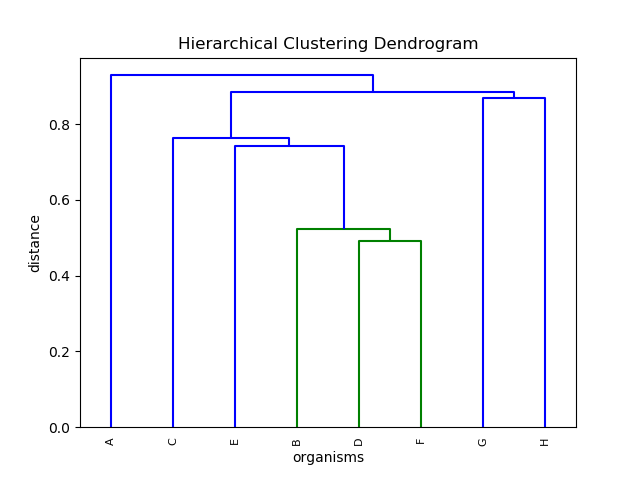 Hierarchical Clustering Dendrogram
0.8
0.6
0.4
0.2
0.0
distance
A C E B D F G H
organisms